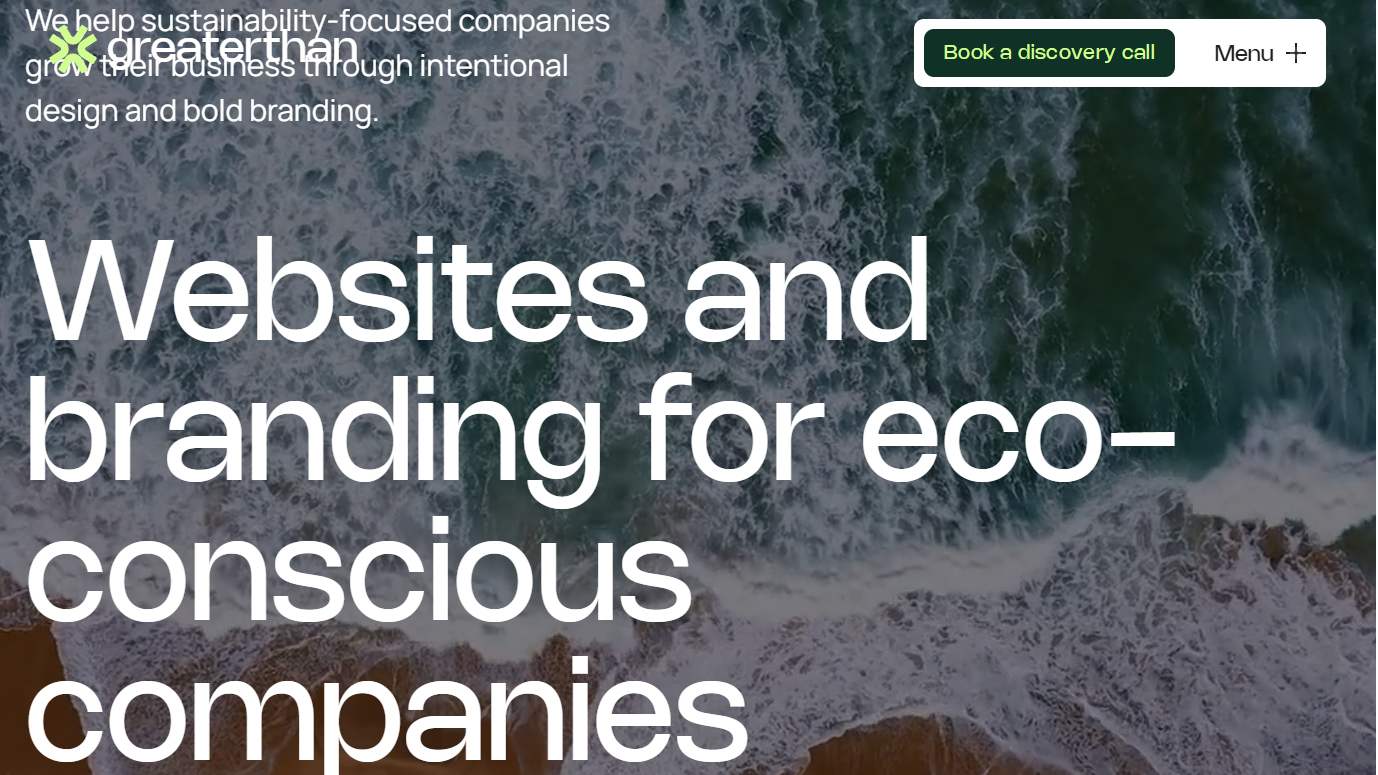 We help sustainability-focused companies
greaterthan
grow their business through intentional
design and bold branding.
Book a discovery call
Menu
Websites and
branding for eco-
conscious
companies